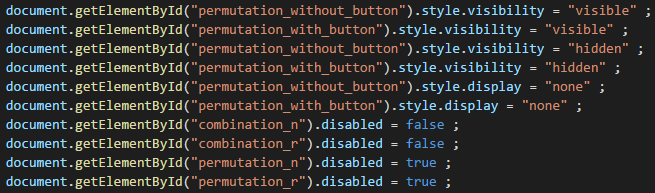 document.getElementById("permutation_without_button").style.visibility = "visible" ;
document.getElementById("permutation_with_button").style.visibility = "visible" ;
document.getElementById("permutation_without_button").style.visibility = "hidden" ;
document.getElementById("permutation_with_button").style.visibility = "hidden" ;
document.getElementById("permutation_without_button").style.display = "none" ;
document.getElementById("permutation_with_button").style.display = "none" ;
document.getElementById("combination_n").disabled = false ;
document.getElementById("combination_r").disabled = false ;
document.getElementById("permutation_n").disabled = true ;
document.getElementById("permutation_r").disabled = true ;